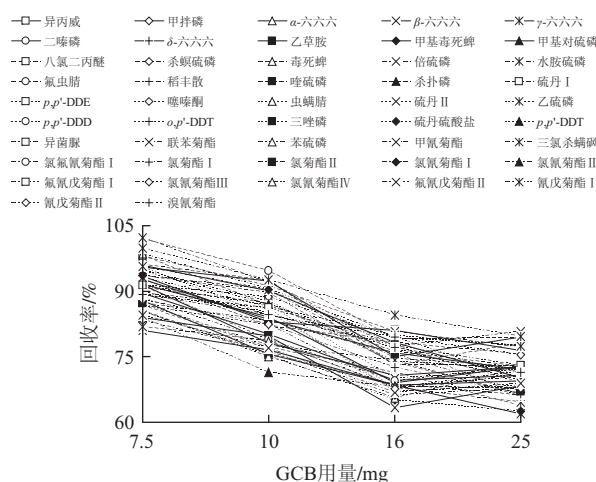 异丙威 甲拌磷 α-六六六 β-六六六 γ-六六六
二嗪磷 δ-六六六 乙草胺 甲基毒死蜱 甲基对硫磷
八氯二丙醚 杀螟硫磷 毒死蜱 倍硫磷 水胺硫磷
氟虫腈 稻丰散 喹硫磷 杀扑磷 硫丹 I
p,p'-DDE 噻嗪酮 虫螨腈 硫丹 II 乙硫磷
p,p'-DDD o,p'-DDT 三唑磷 硫丹硫酸盐 p,p'-DDT
异菌脲 联苯菊酯 苯硫磷 甲氰菊酯 三氯杀螨砜
氯氟氰菊酯 I 氯菊酯 I 氯菊酯 II 氯氰菊酯 I 氯氰菊酯 II
氟氰戊菊酯 I 氯氰菊酯III 氯氰菊酯IV 氟氰戊菊酯 II 氰戊菊酯 I
氰戊菊酯 II 溴氰菊酯
105
90
75
60
回收率/%
7.5 10 16 25
GCB用量/mg